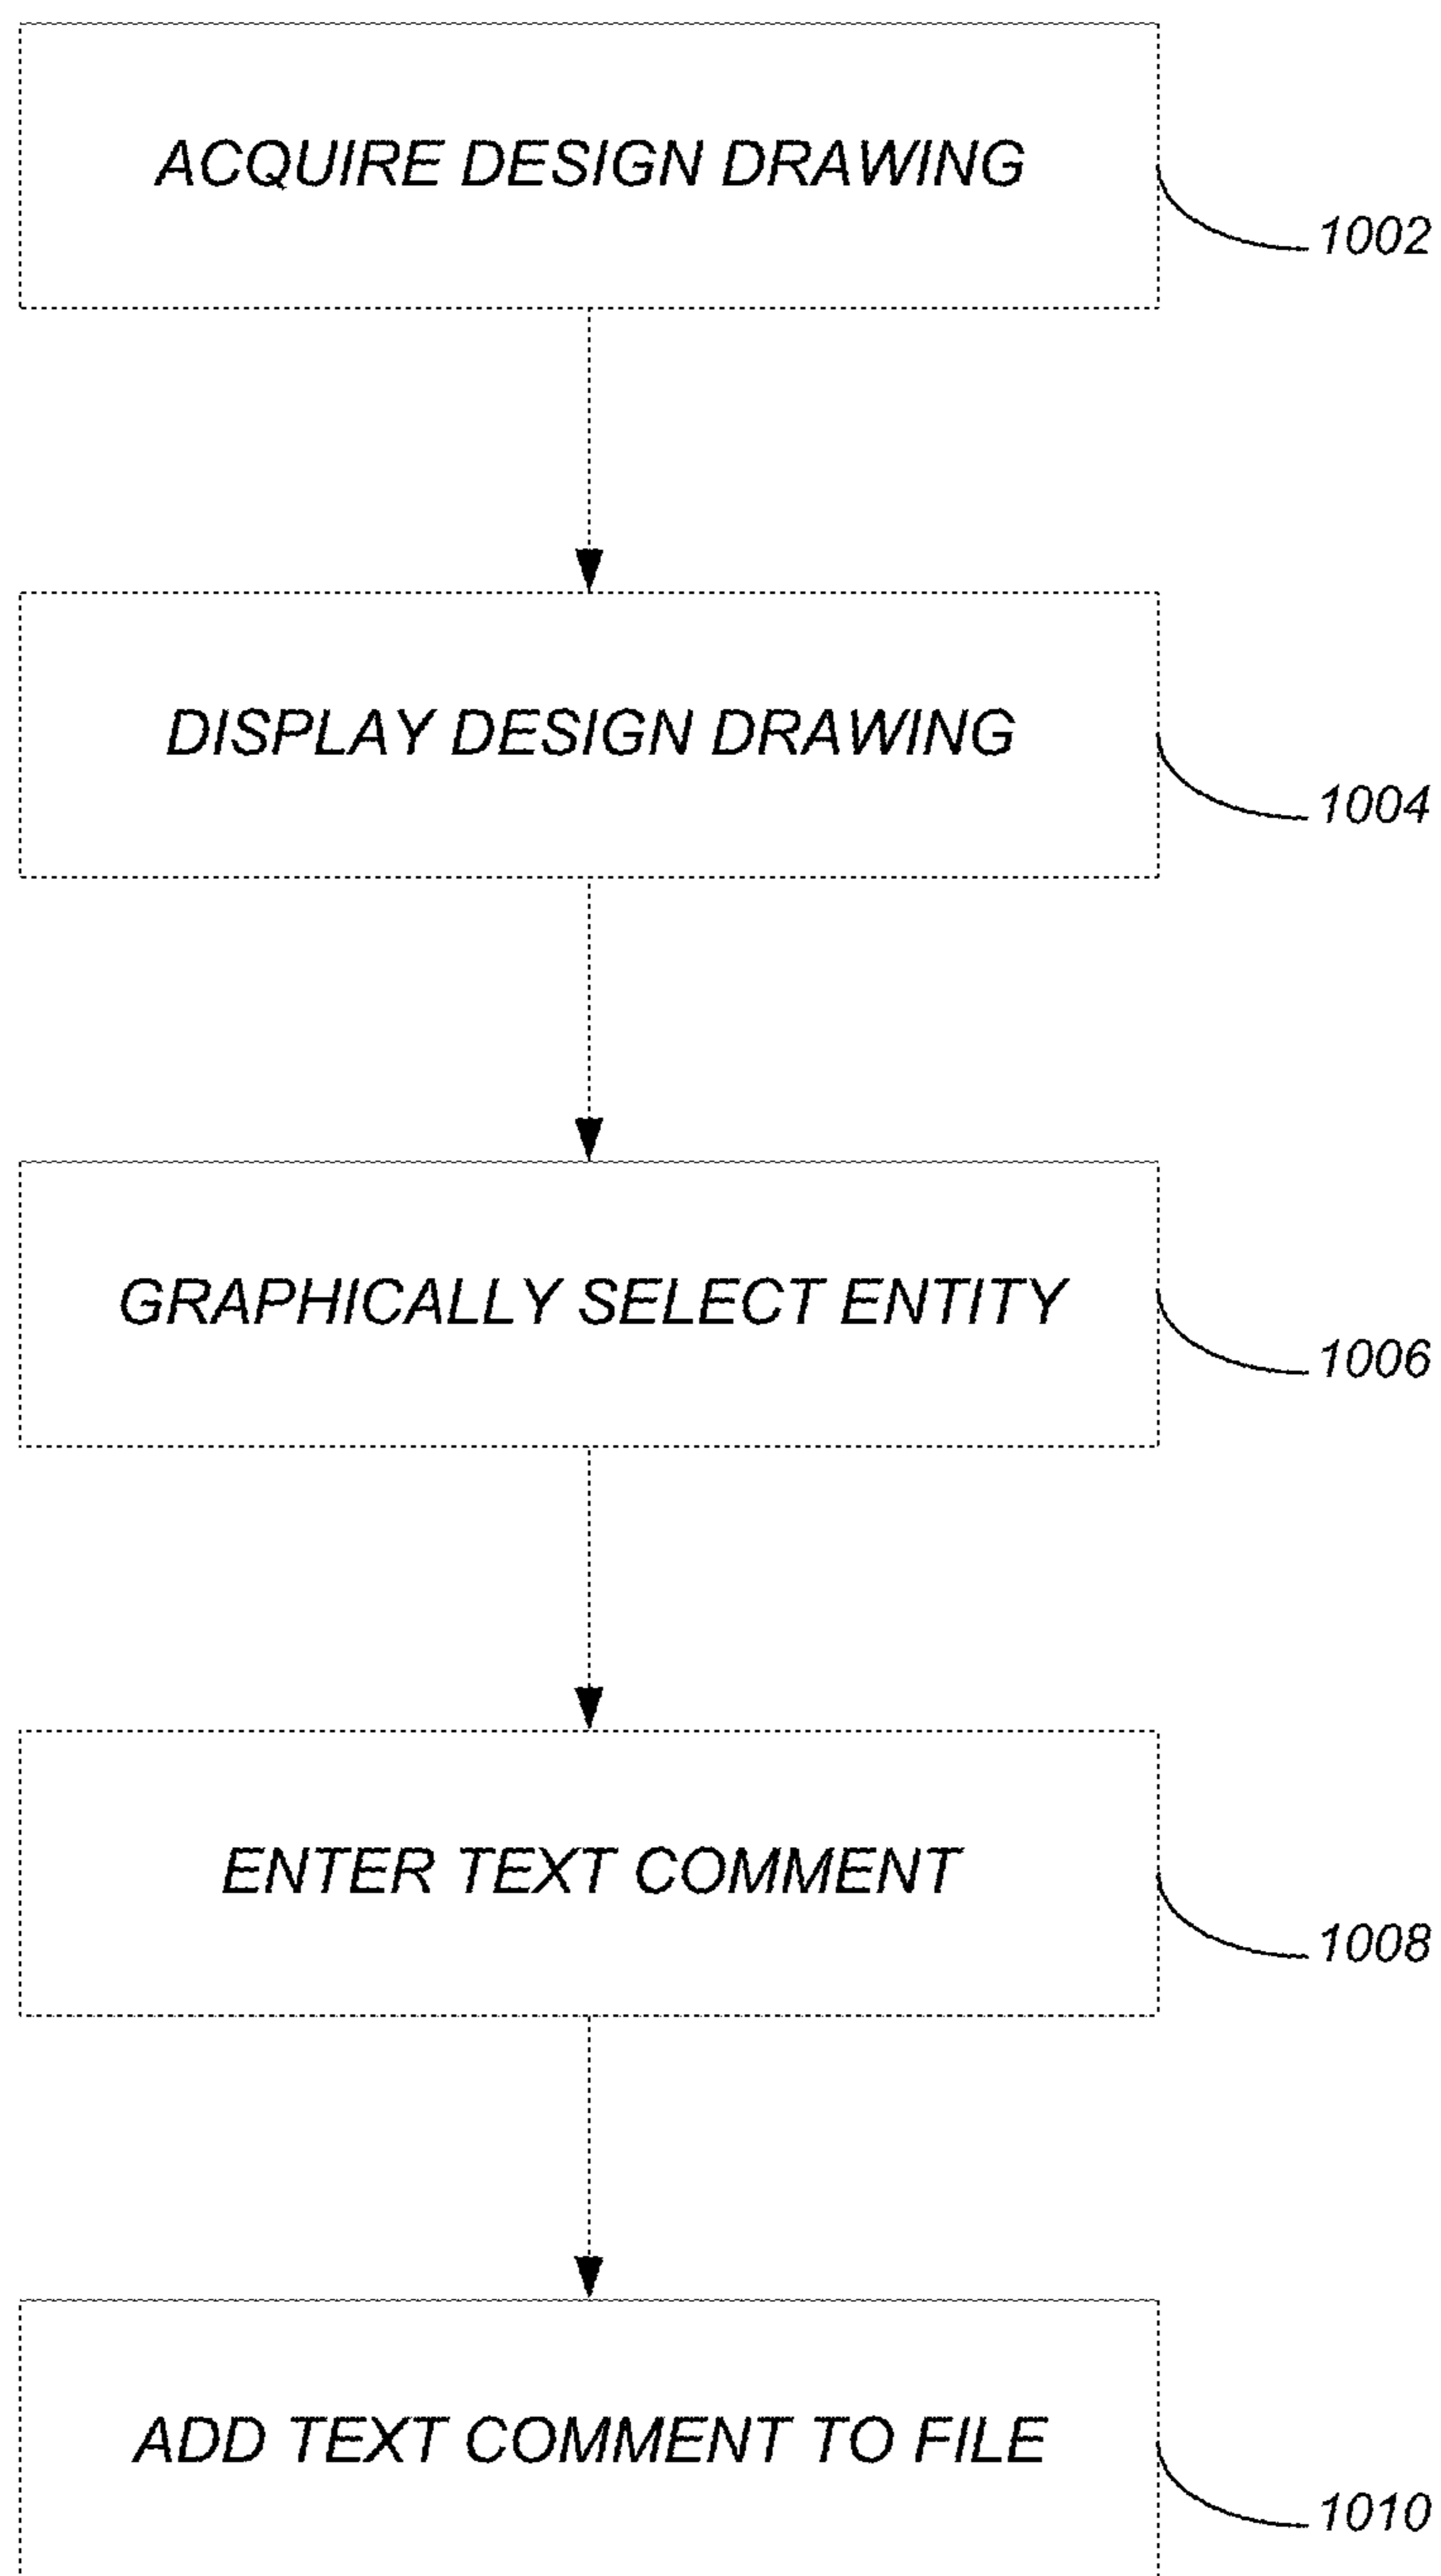 ACQUIRE DESIGN DRAWING
1002
DISPLAY DESIGN DRAWING
1004
GRAPHICALLY SELECT ENTITY
1006
ENTER TEXT COMMENT
1008
ADD TEXT COMMENT TO FILE
1010